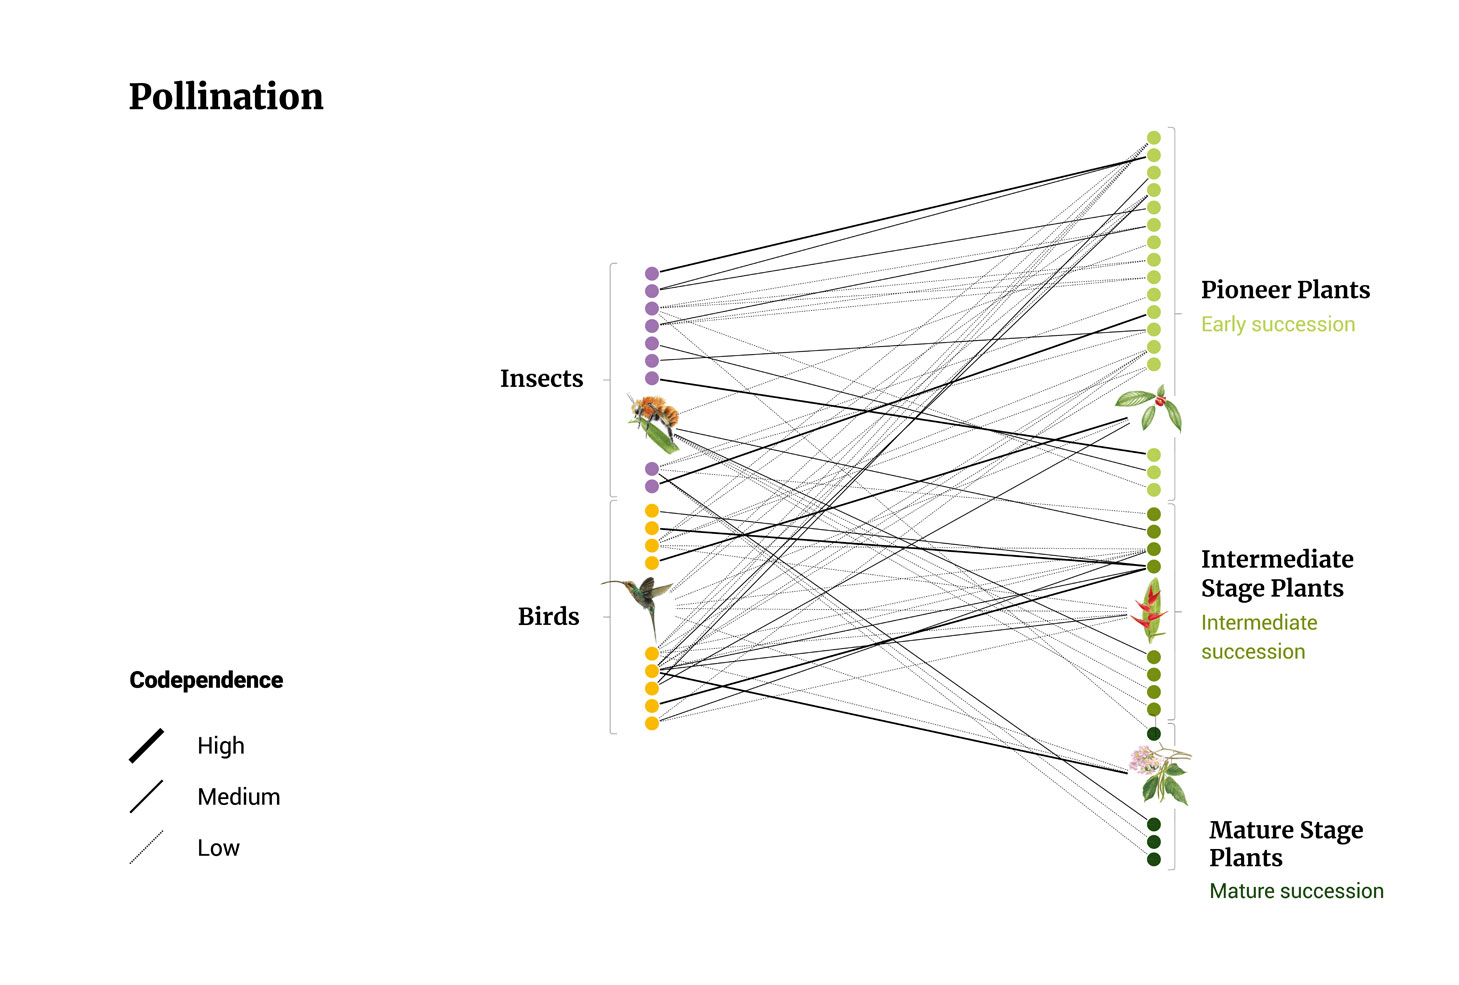 Pollination
Insects
Birds
Codependence
High
Medium
Low
Pioneer Plants
Early succession
Intermediate
Stage Plants
Intermediate
succession
Mature Stage
Plants
Mature succession